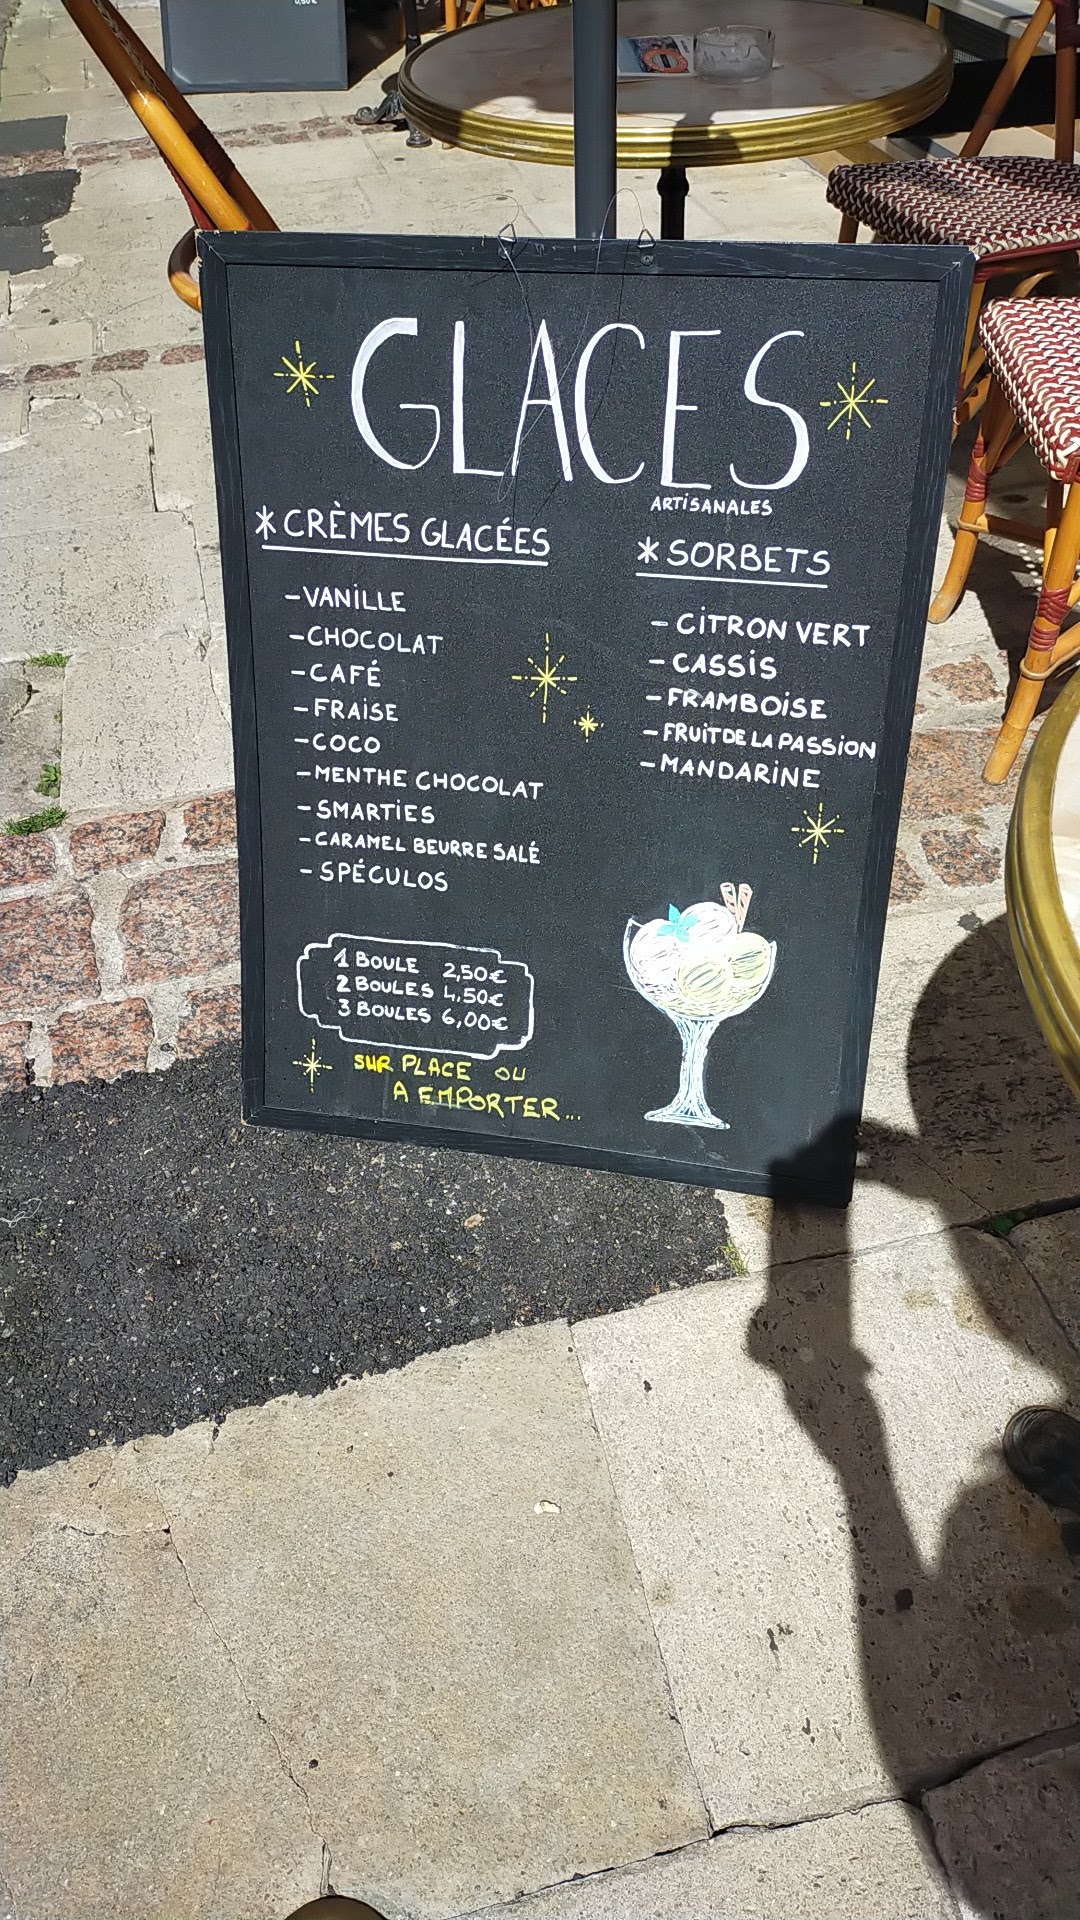 0,50€
GLACES
ARTISANALES
* CRÈMES GLACÉES
- VANILLE
- CHOCOLAT
- CAFÉ
- FRAISE
- COCO
- MENTHE CHOCOLAT
- SMARTIES
- CARAMEL BEURRE SALÉ
- SPÉCULOS
* SORBETS
- CITRON VERT
- CASSIS
- FRAMBOISE
- FRUIT DE LA PASSION
- MANDARINE
1 BOULE 2,50€
2 BOULES 4,50€
3 BOULES 6,00€
SUR PLACE OU
A EMPORTER...